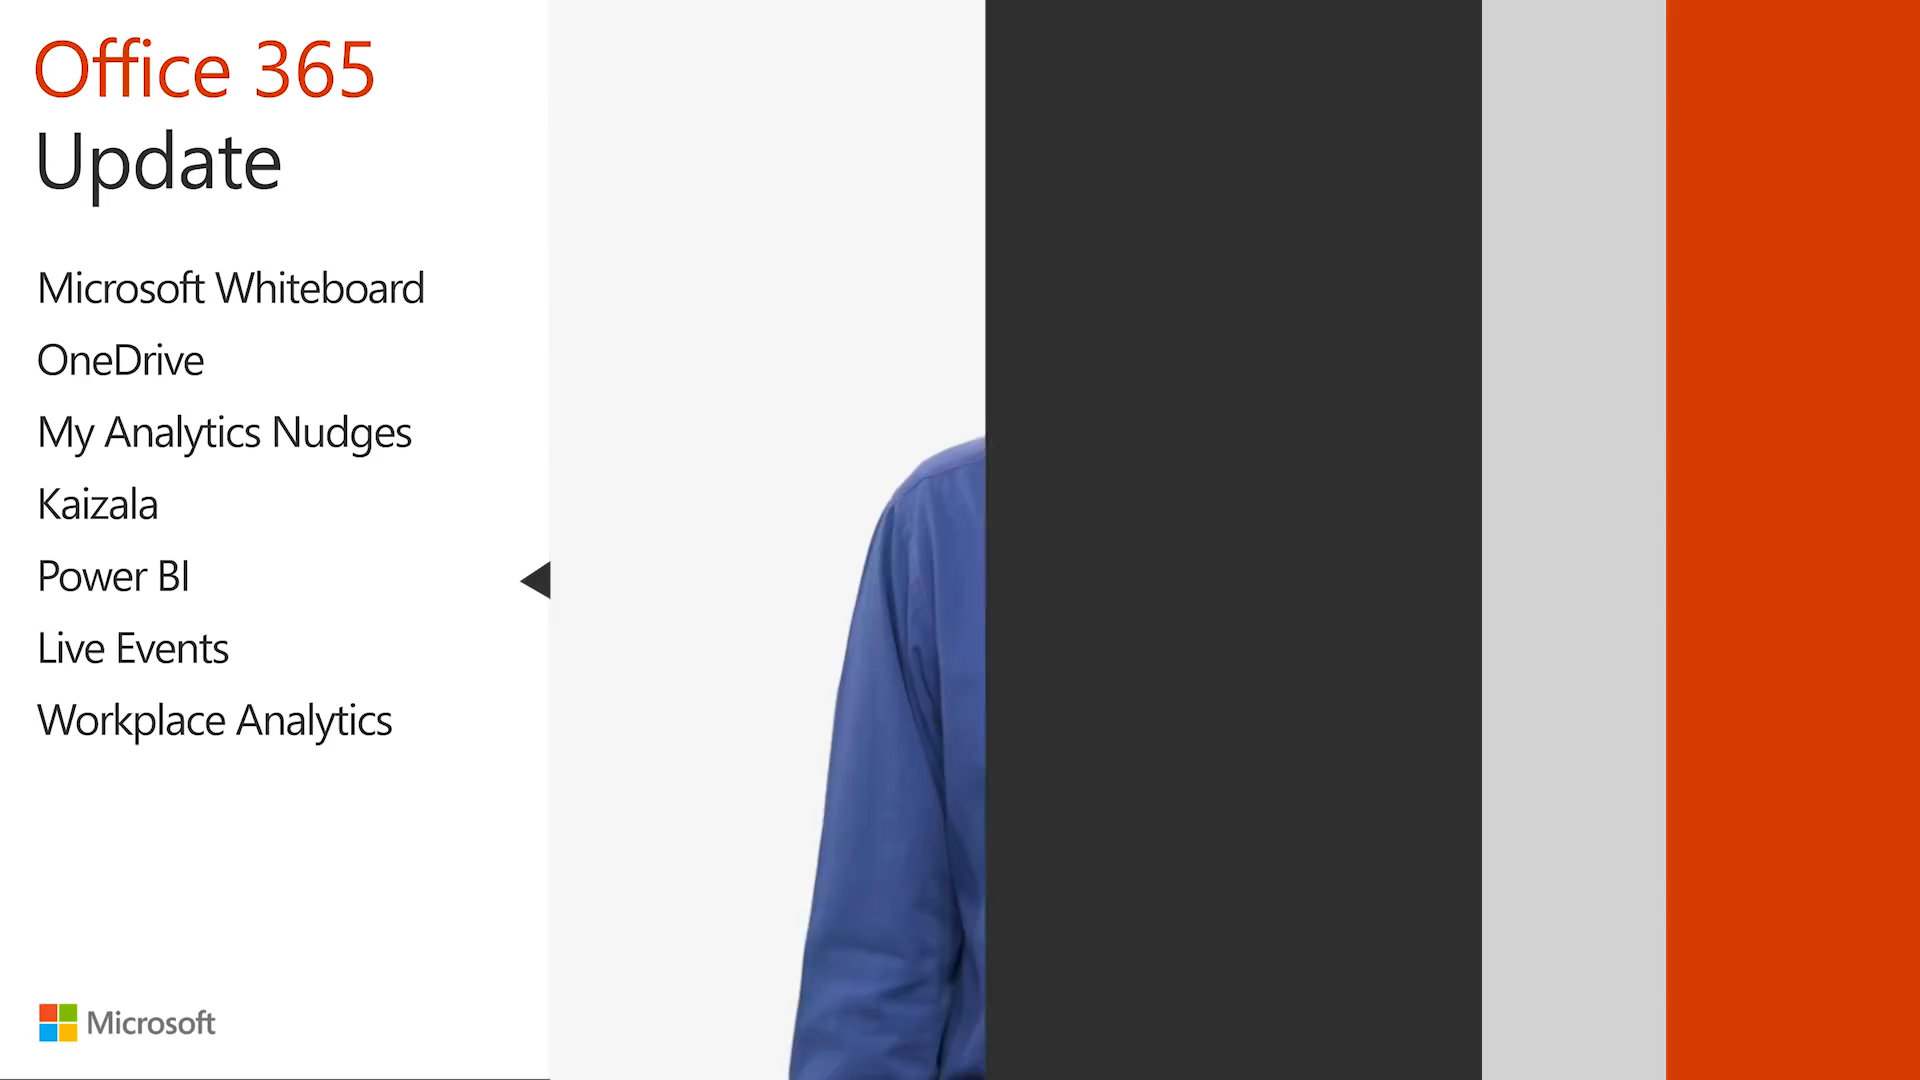 Office 365
Update
Microsoft Whiteboard
OneDrive
My Analytics Nudges
Kaizala
Power BI
Live Events
Workplace Analytics
Microsoft